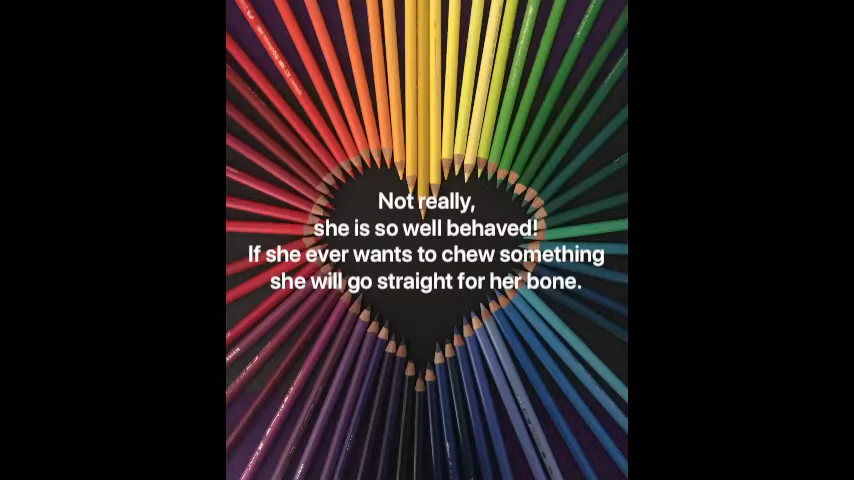 Not really,
she is so well behaved!
If she ever wants to chew something
she will go straight for her bone.